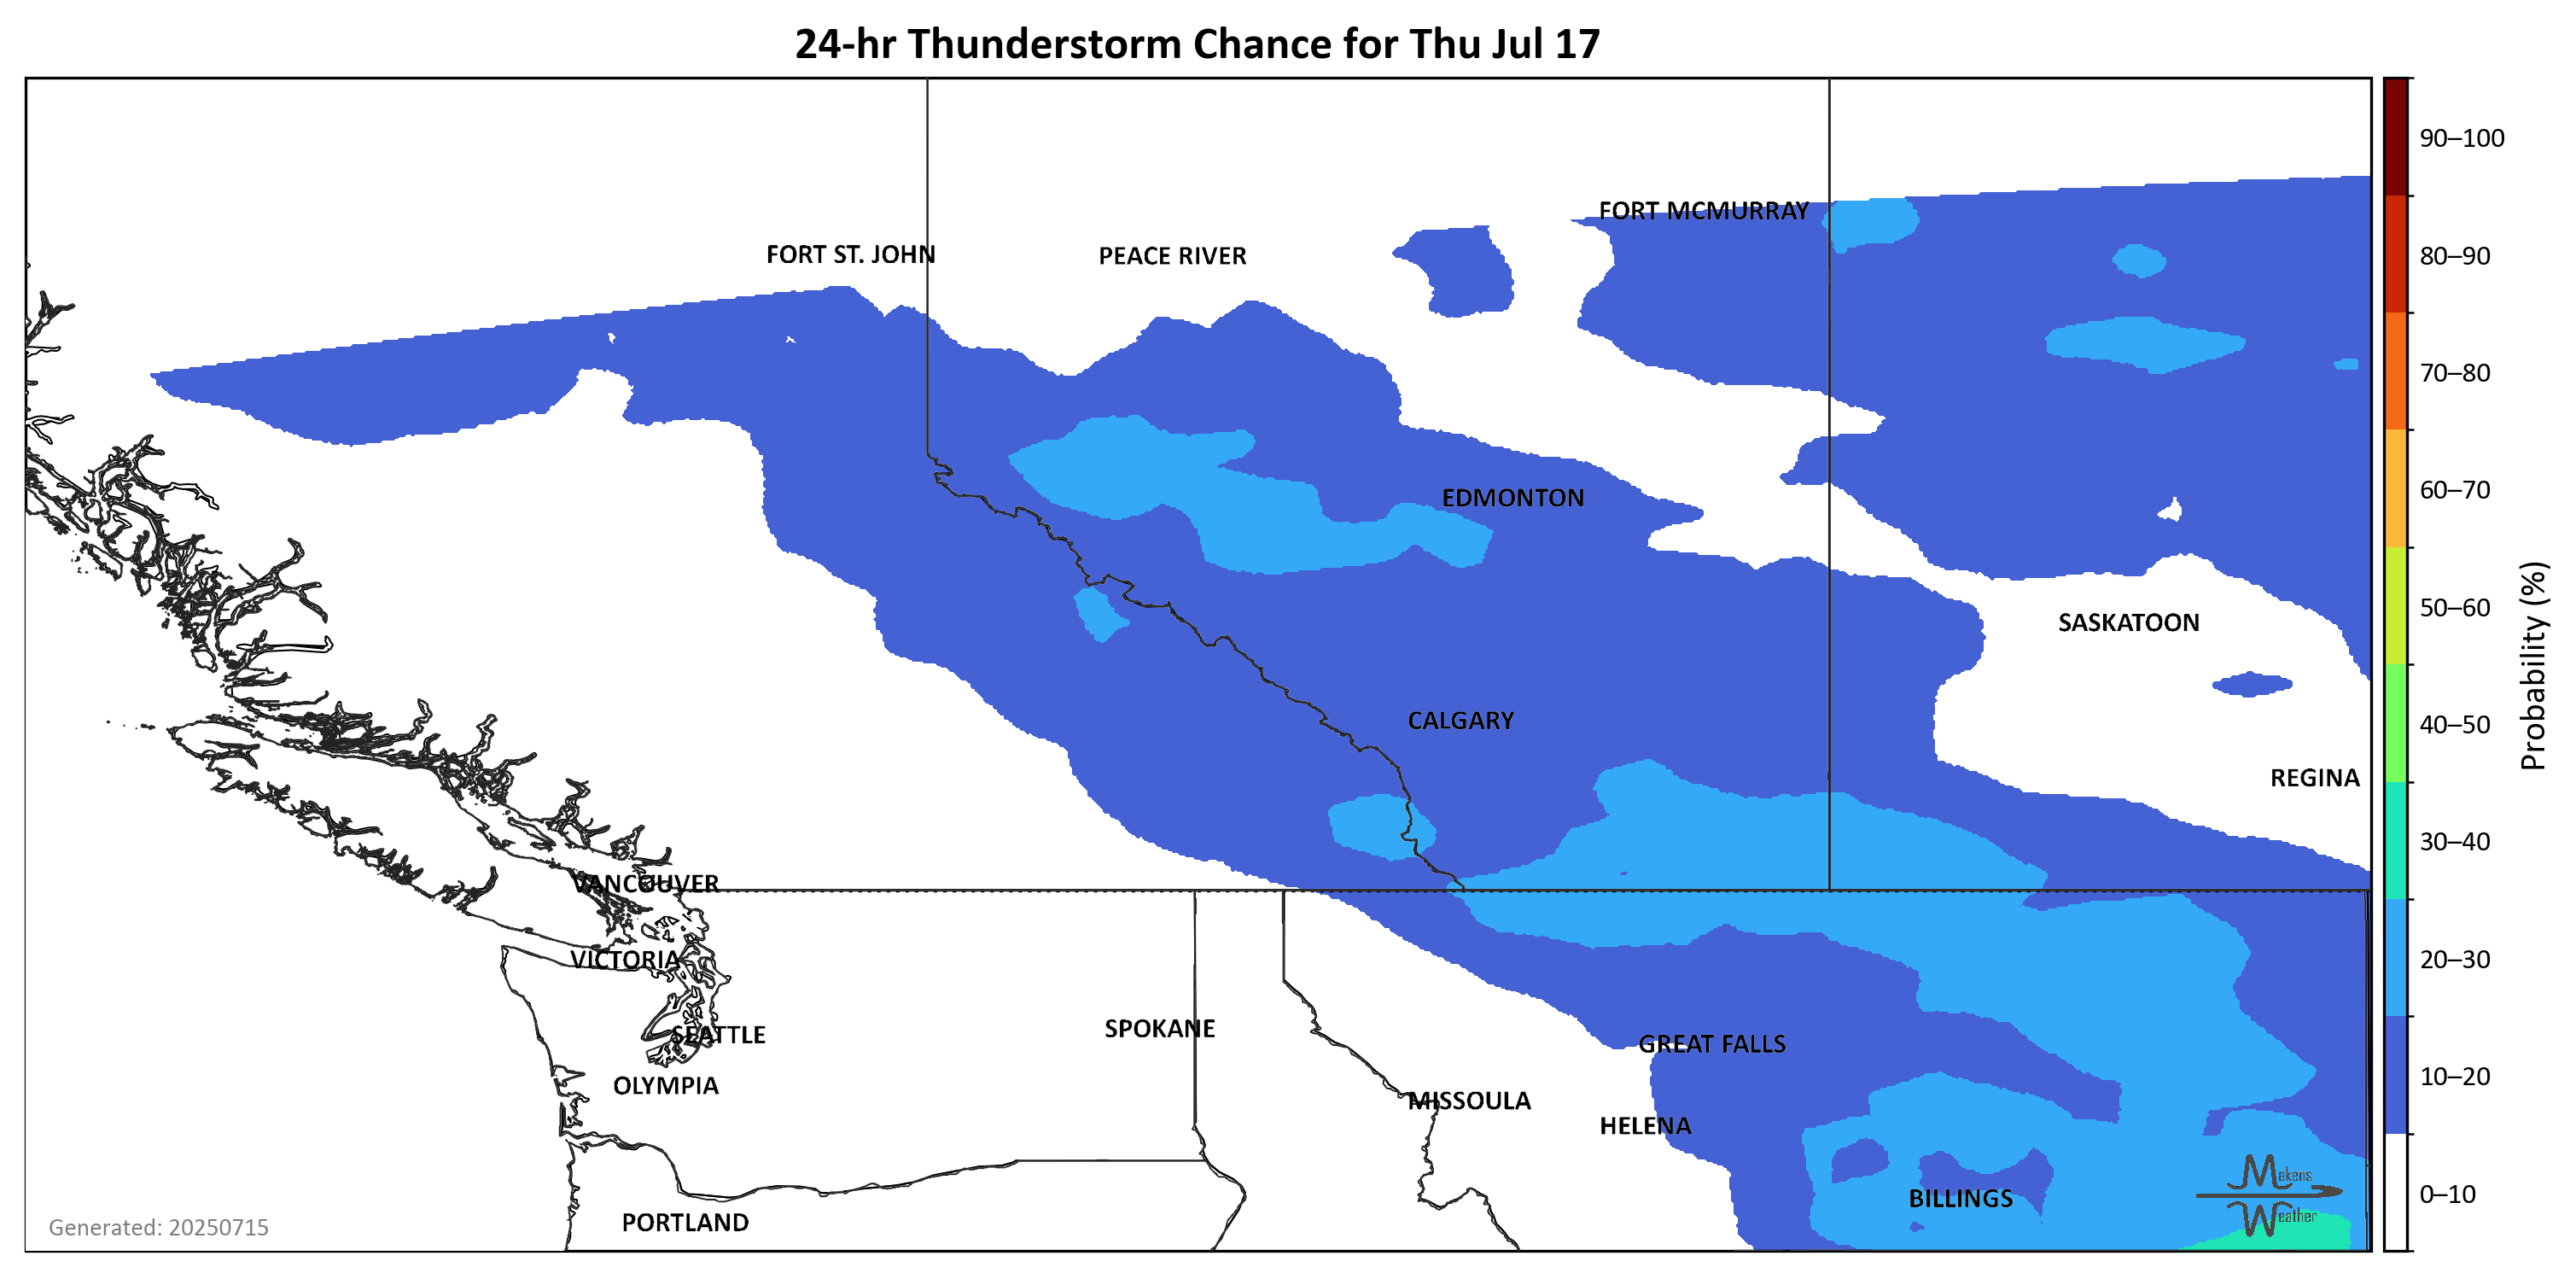 24-hr Thunderstorm Chance for Thu Jul 17
90–100
FORT MCMURRAY
FORT ST. JOHN
PEACE RIVER
80–90
70–80
EDMONTON
60–70
SASKATOON
50–60
CALGARY
40–50
REGINA
Probability (%)
VANCOUVER
30–40
VICTORIA
20–30
SEATTLE
SPOKANE
GREAT FALLS
OLYMPIA
MISSOULA
HELENA
10–20
Makens
Weather
BILLINGS
0–10
PORTLAND
Generated: 20250715